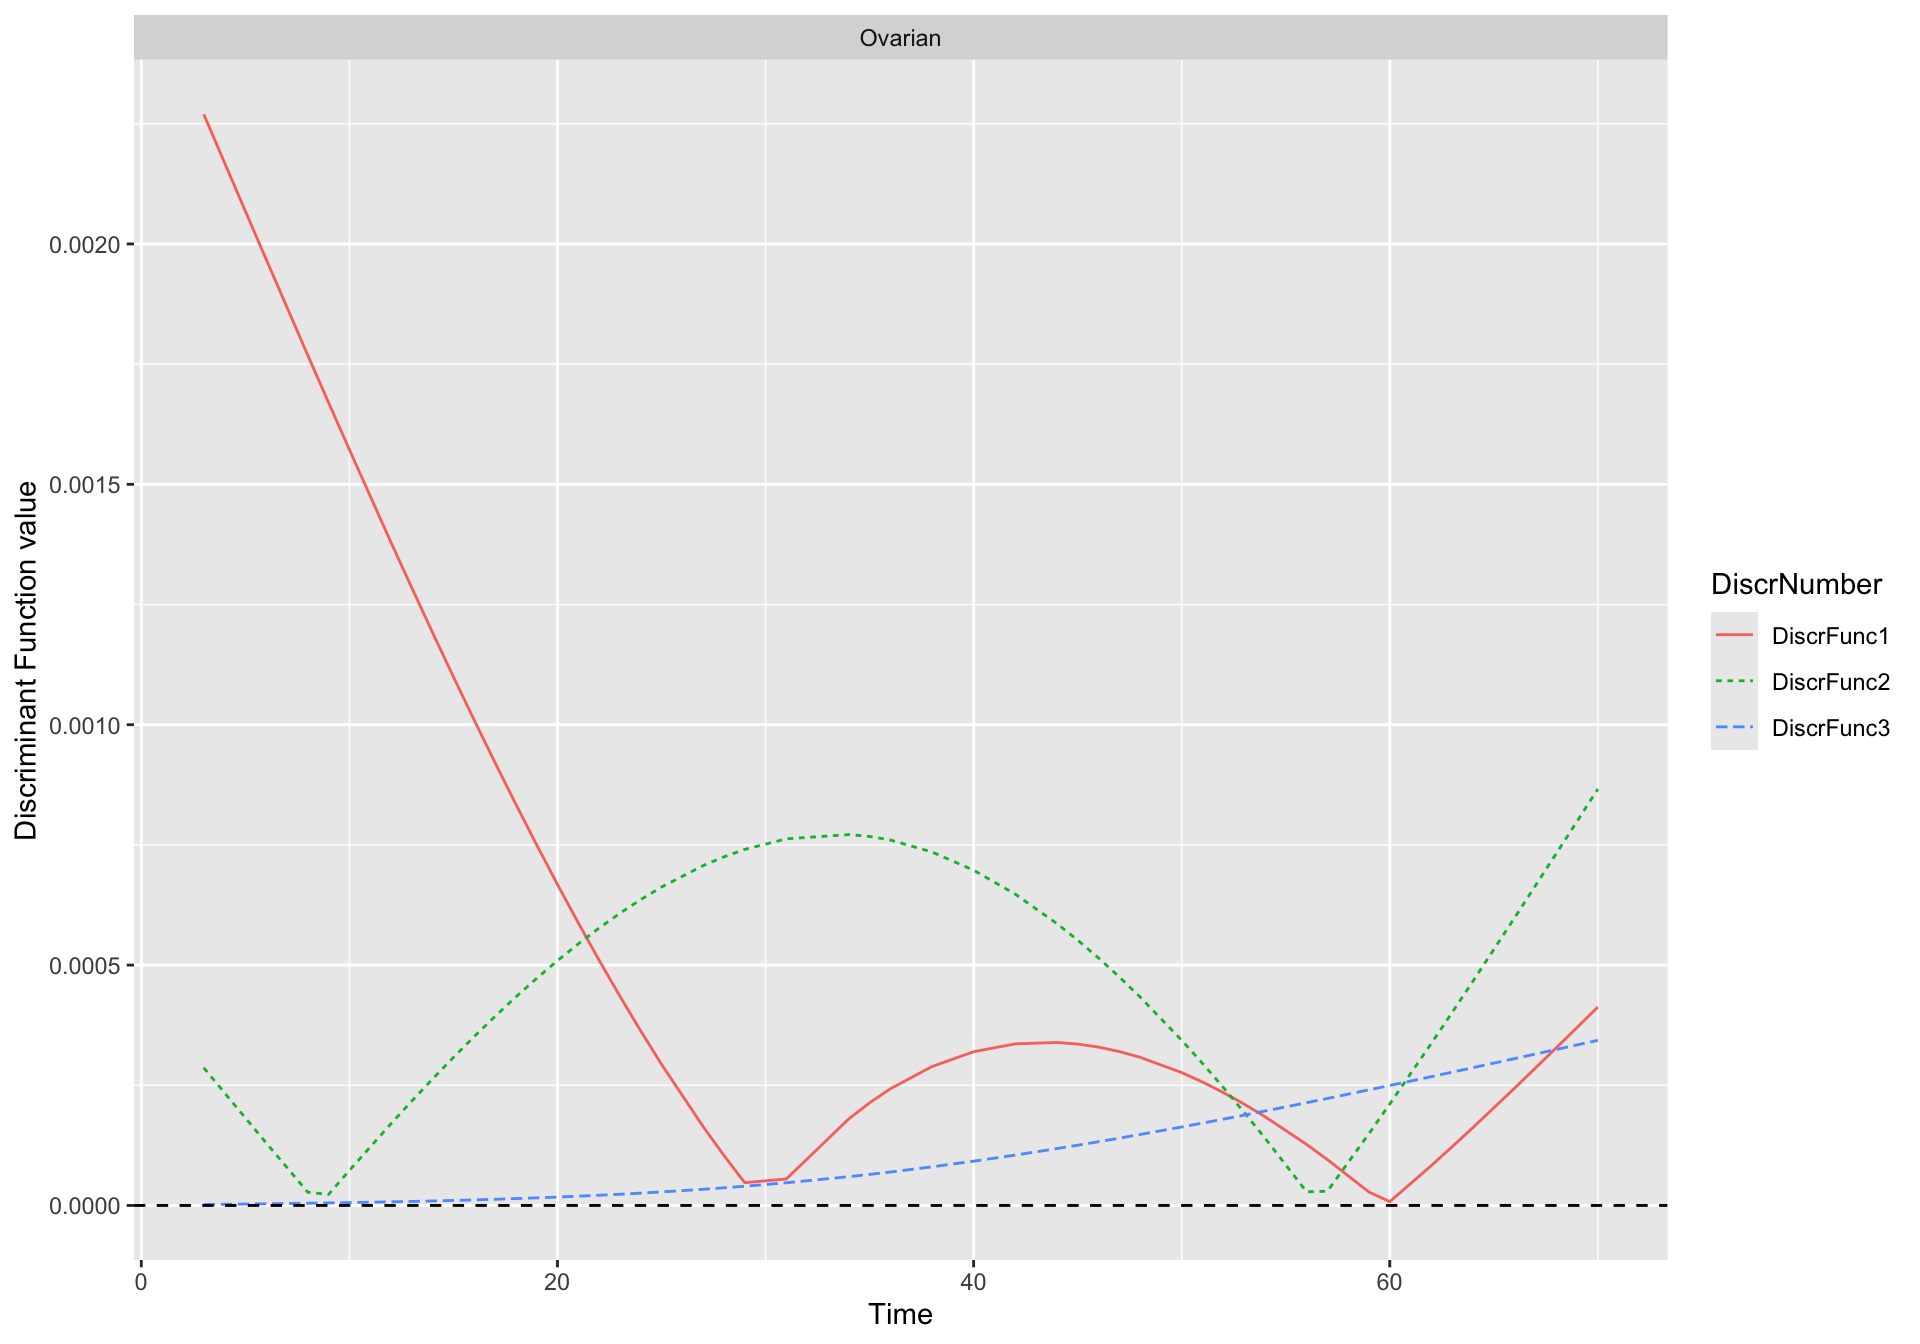 Ovarian
Discriminant Function value
0.0020
0.0015
0.0010
0.0005
0.0000
0 20 40 60
Time
DiscrNumber
DiscrFunc1
DiscrFunc2
DiscrFunc3